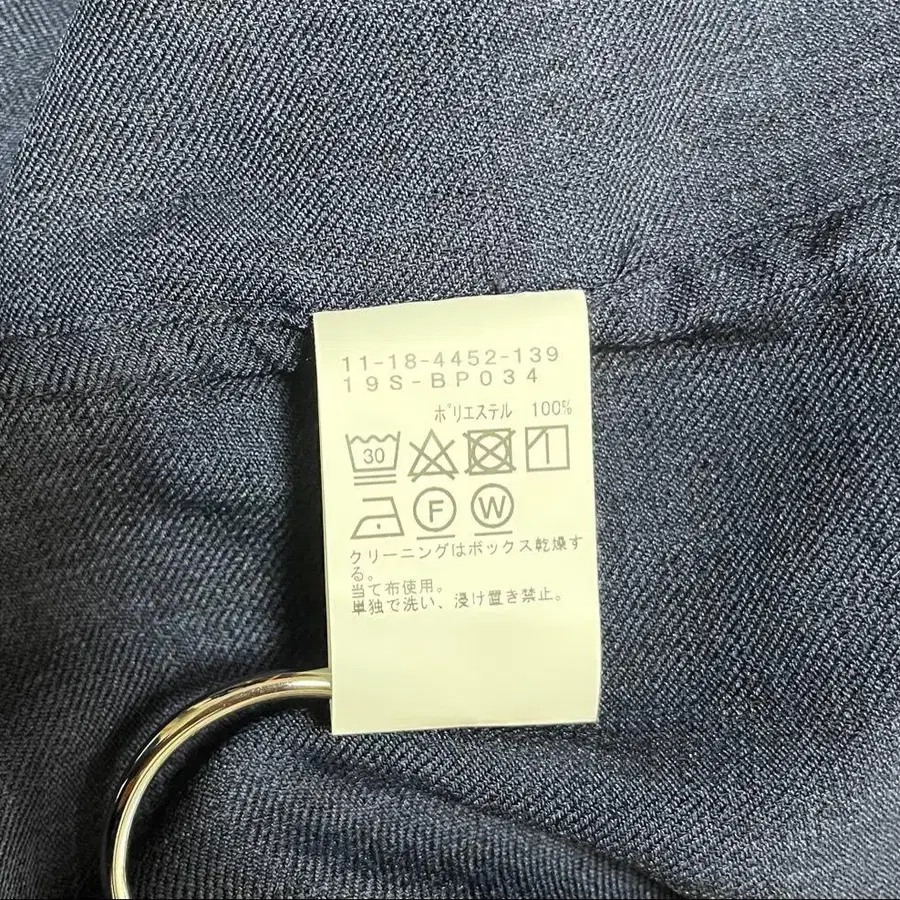 11-18-4452-139
19S-BP034
ポリエステル 100%
30
F W
クリーニングはボックス乾燥す
る。
当て布使用。
単独で洗い、浸け置き禁止。